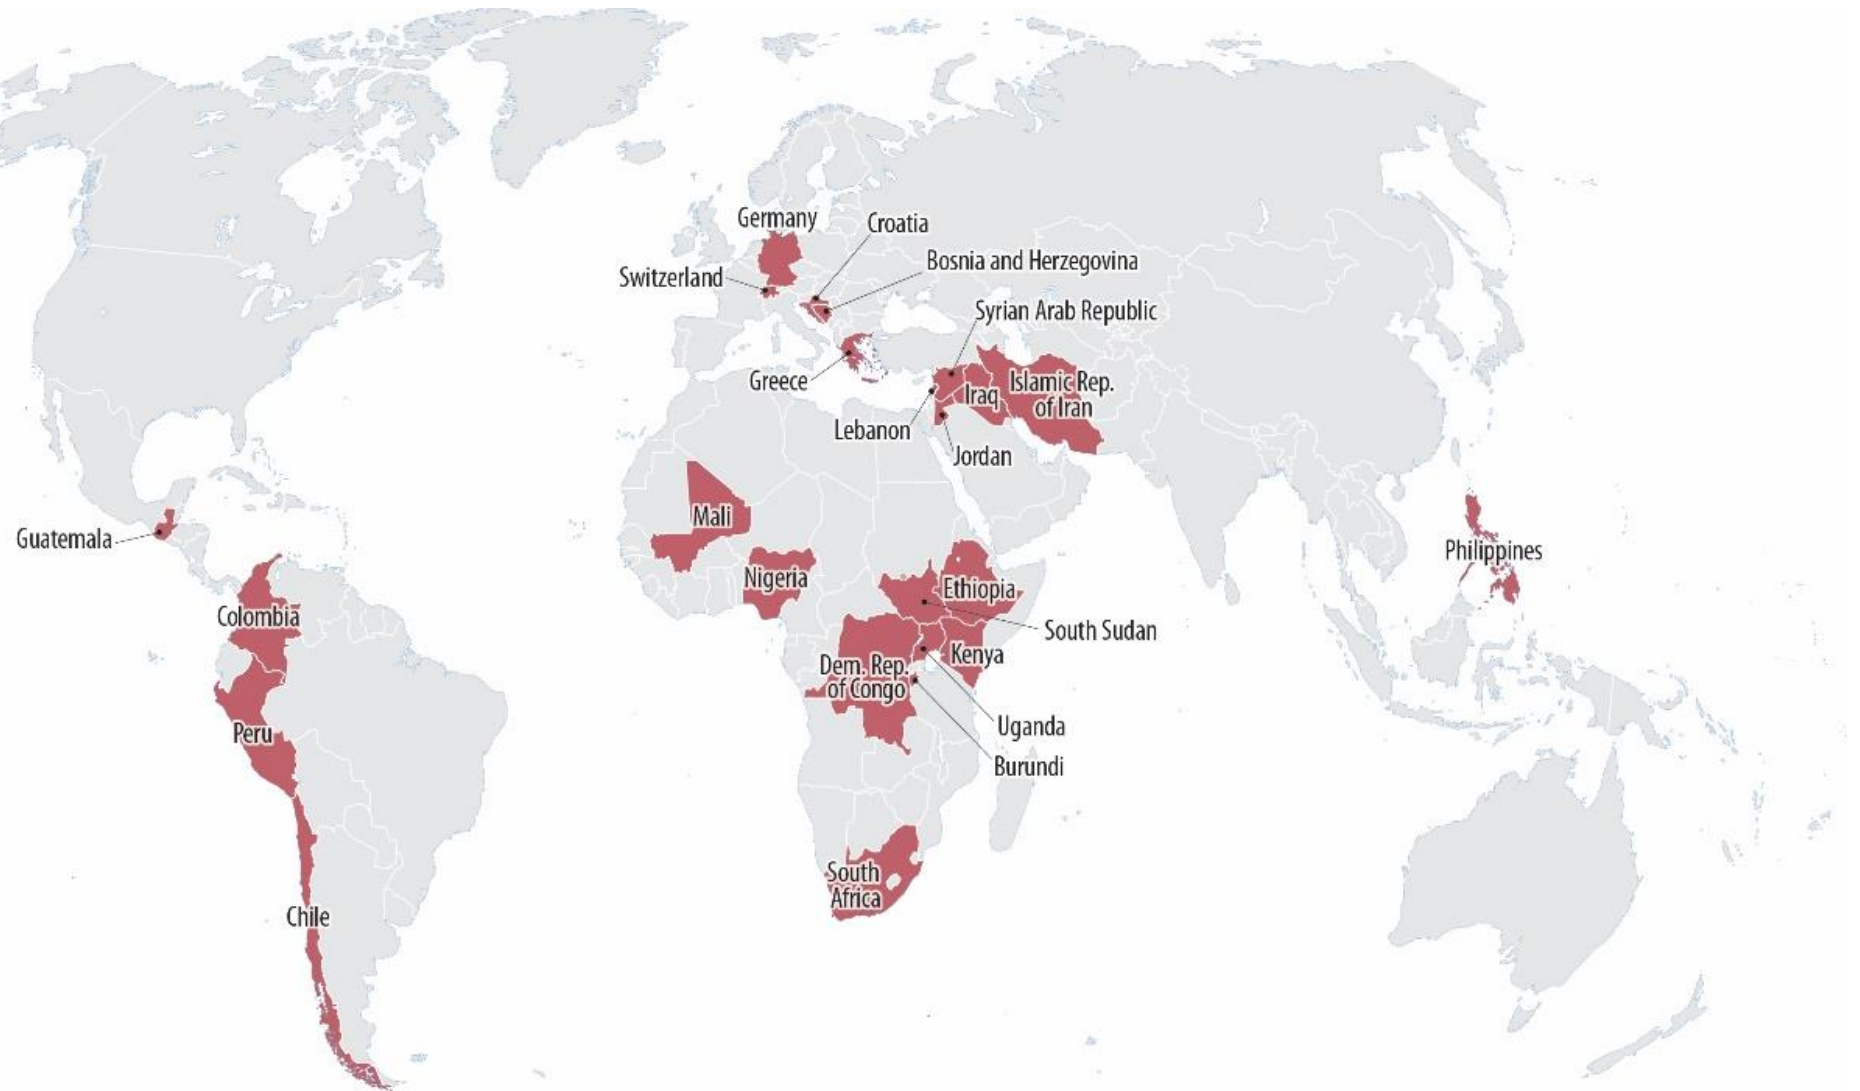 Germany
Croatia
Bosnia and Herzegovina
Switzerland
Syrian Arab Republic
Greece
Iraq
Islamic Rep.
of Iran
Lebanon
Jordan
Mali
Guatemala
Philippines
Nigeria
Ethiopia
Colombia
South Sudan
Kenya
Dem. Rep.
of Congo
Peru
Uganda
Burundi
South
Africa
Chile